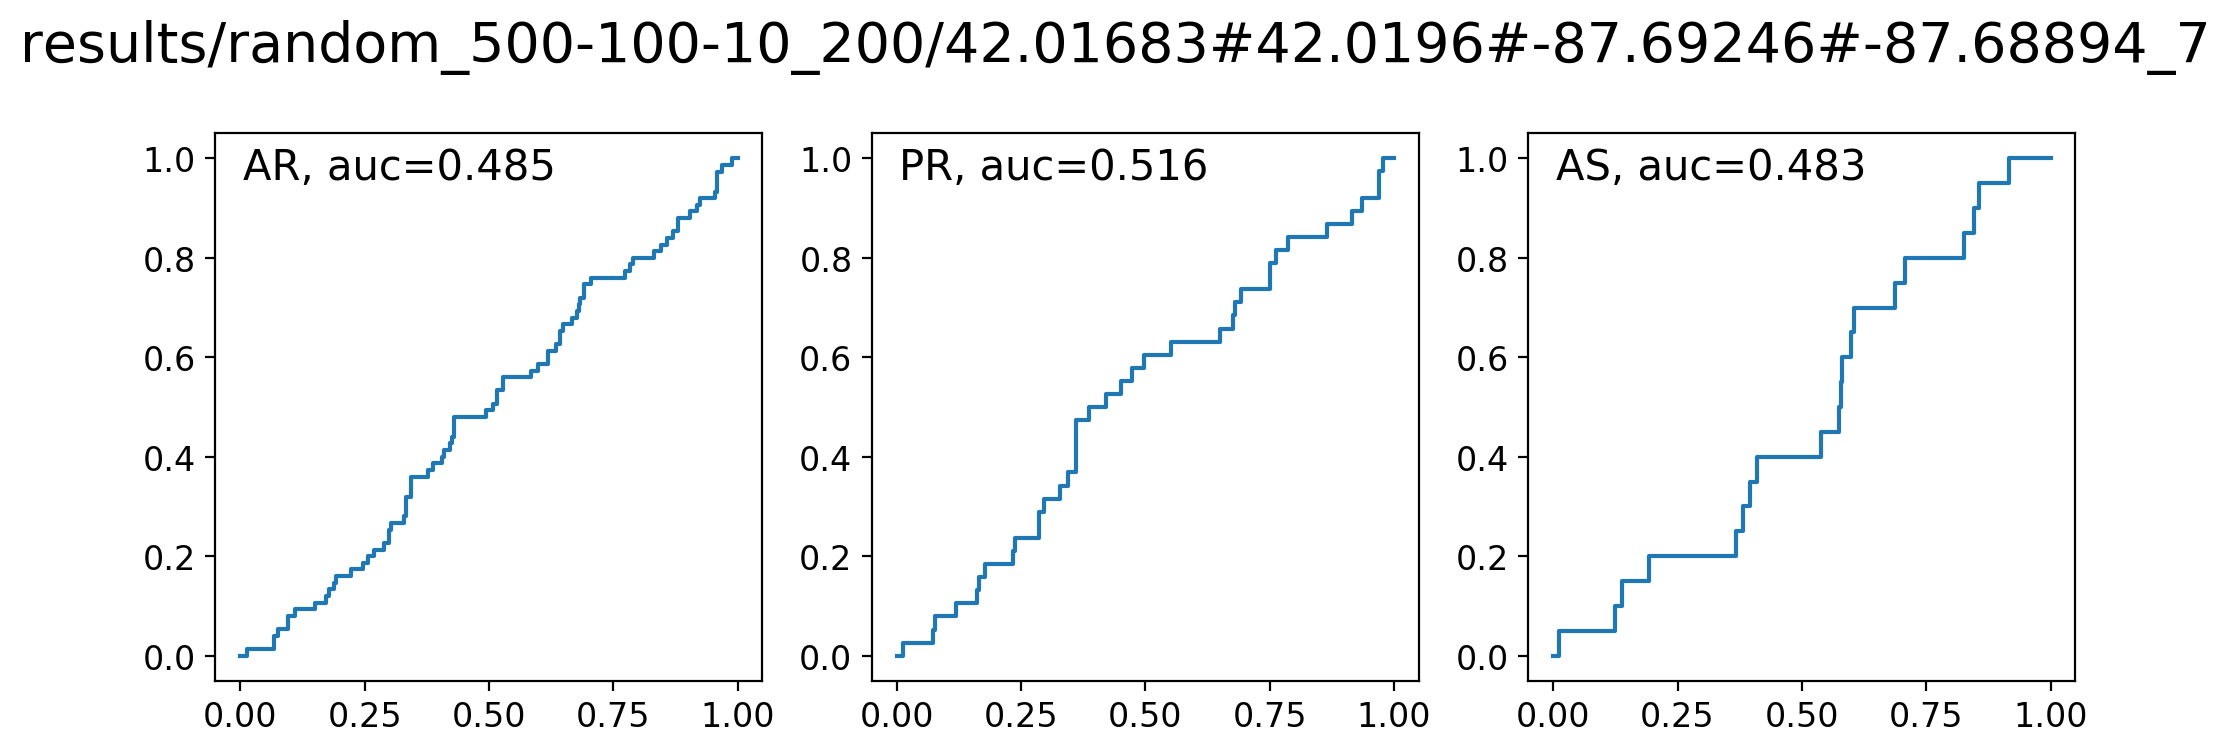 results/random_500-100-10_200/42.01683#42.0196#-87.69246#-87.68894_7
AR, auc=0.485
1.0
0.8
0.6
0.4
0.2
0.0
0.00 0.25 0.50 0.75 1.00
PR, auc=0.516
1.0
0.8
0.6
0.4
0.2
0.0
0.00 0.25 0.50 0.75 1.00
AS, auc=0.483
1.0
0.8
0.6
0.4
0.2
0.0
0.00 0.25 0.50 0.75 1.00